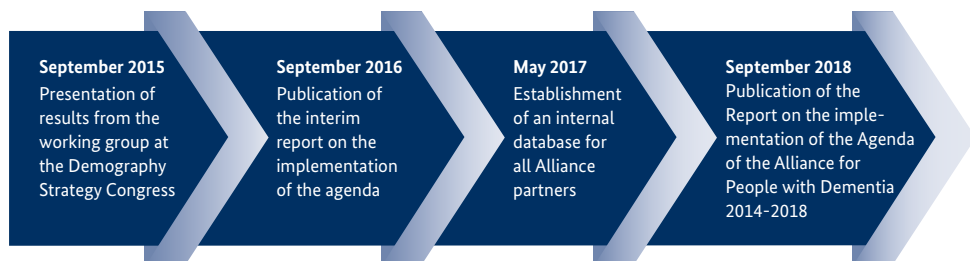 September 2015
Presentation of
results from the
working group at
the Demography
Strategy Congress
September 2016
Publication of
the interim
report on the
implementation
of the agenda
May 2017
Establishment
of an internal
database for
all Alliance
partners
September 2018
Publication of the
Report on the imple-
mentation of the Agenda
of the Alliance for
People with Dementia
2014-2018